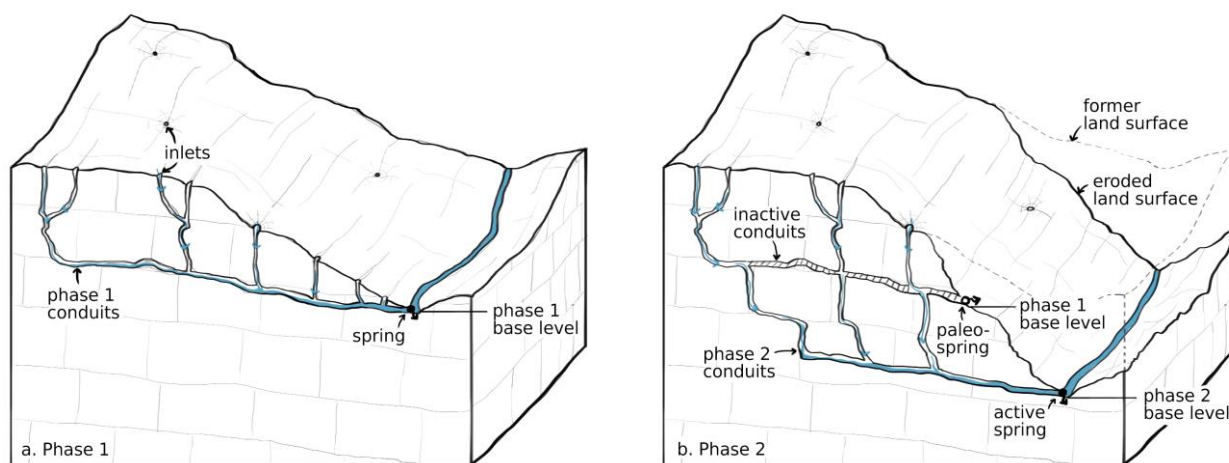 inlets
phase 1
conduits
spring
phase 1
base level
a. Phase 1
former
land surface
eroded
land surface
inactive
conduits
phase 1
base level
paleo-
spring
phase 2
conduits
active
spring
phase 2
base level
b. Phase 2